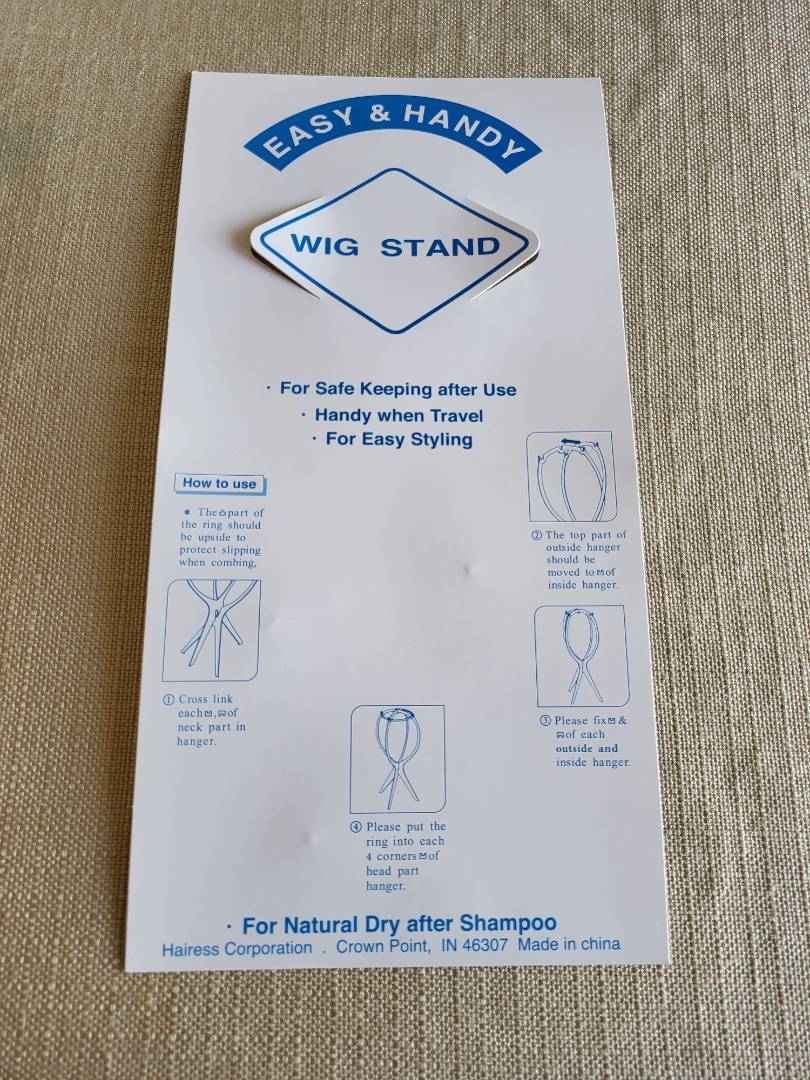 EASY & HANDY
WIG STAND
· For Safe Keeping after Use
· Handy when Travel
· For Easy Styling
How to use
* The part of
the ring should
be upside to
protect slipping
when combing,
① Cross link
each , of
neck part in
hanger.
② The top part of
outside hanger
should be
moved to of
inside hanger.
③ Please fix &
of each
outside and
inside hanger.
④ Please put the
ring into each
4 corners of
head part
hanger.
· For Natural Dry after Shampoo
Hairess Corporation . Crown Point, IN 46307 Made in china